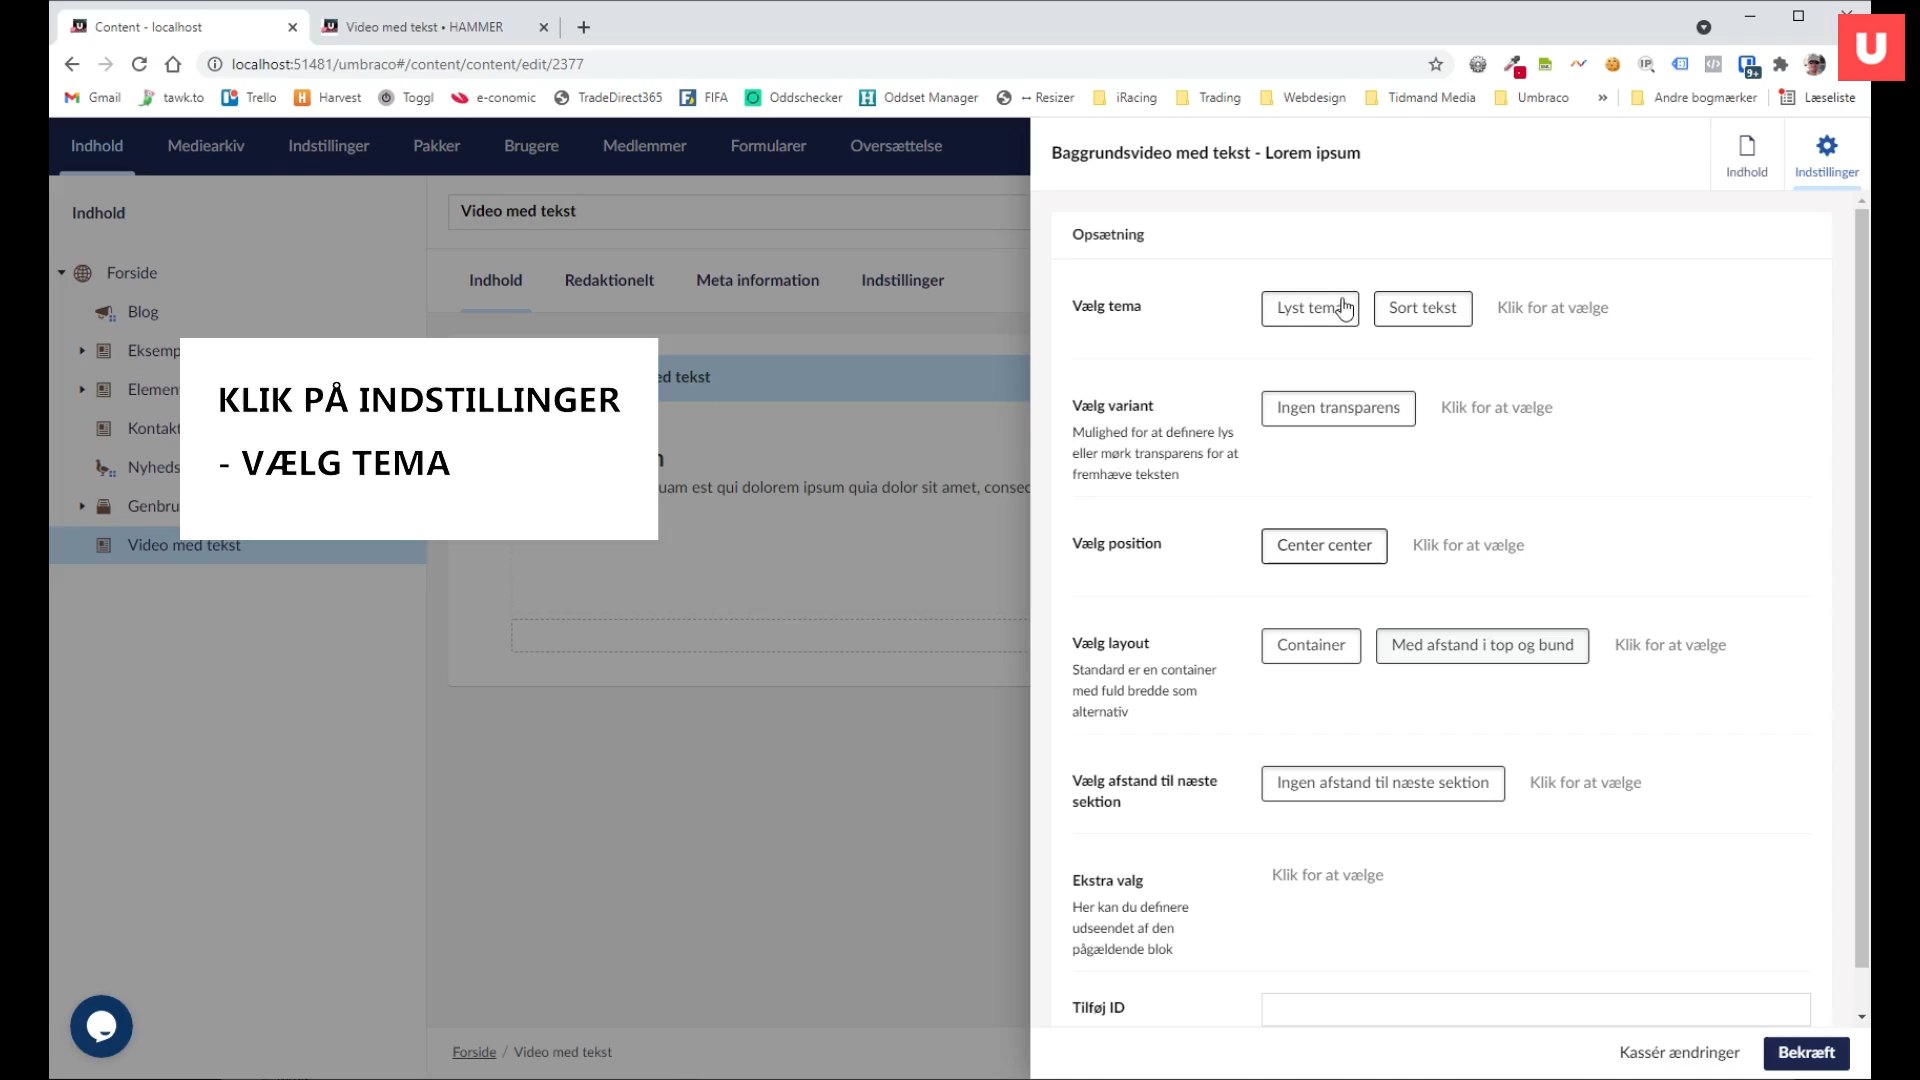 Content - localhost
Video med tekst • HAMMER
U
localhost:51481/umbraco#/content/content/edit/2377
IP
9+
Gmail
tawk.to
Trello
Harvest
Toggl
e-conomic
TradeDirect365
FIFA
Oddschecker
Oddset Manager
↔ Resizer
iRacing
Trading
Webdesign
Tidmand Media
Umbraco
»
Andre bogmærker
Læseliste
Indhold
Mediearkiv
Indstillinger
Pakker
Brugere
Medlemmer
Formularer
Oversættelse
Baggrundsvideo med tekst - Lorem ipsum
Indhold
Indstillinger
Indhold
Forside
Blog
Eksemp
Elemen
Kontakt
Nyheds
Genbru
Video med tekst
Video med tekst
Indhold
Redaktionelt
Meta information
Indstillinger
ed tekst
uam est qui dolorem ipsum quia dolor sit amet, consec
KLIK PÅ INDSTILLINGER
- VÆLG TEMA
Forside / Video med tekst
Opsætning
Vælg tema
Lyst tema
Sort tekst
Klik for at vælge
Vælg variant
Mulighed for at definere lys
eller mørk transparens for at
fremhæve teksten
Ingen transparens
Klik for at vælge
Vælg position
Center center
Klik for at vælge
Vælg layout
Standard er en container
med fuld bredde som
alternativ
Container
Med afstand i top og bund
Klik for at vælge
Vælg afstand til næste
sektion
Ingen afstand til næste sektion
Klik for at vælge
Ekstra valg
Her kan du definere
udseendet af den
pågældende blok
Klik for at vælge
Tilføj ID
Kassér ændringer
Bekræft